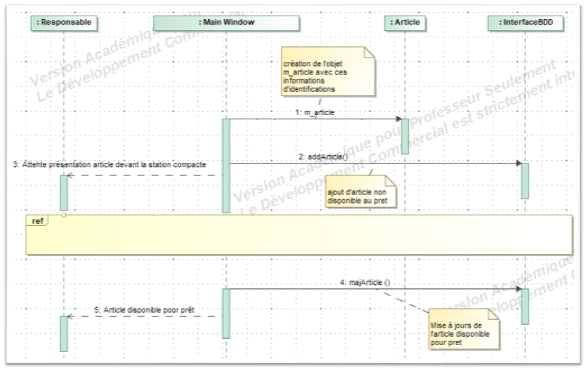 : Responsable
: Main Window
: Article
: InterfaceBDD
Version Académique pour Professeur Seulement
Le Développement Commercial est strictement inte
création de l'objet
m_article avec ces
informations
d'identifications
1: m_article
2: addArticle()
3: Attente présentation article devant la station compacte
ajout d'article non
disponible au pret
ref
4: majArticle ()
5: Article disponible pour prêt
Mise à jours de
l'article disponible
pour pret